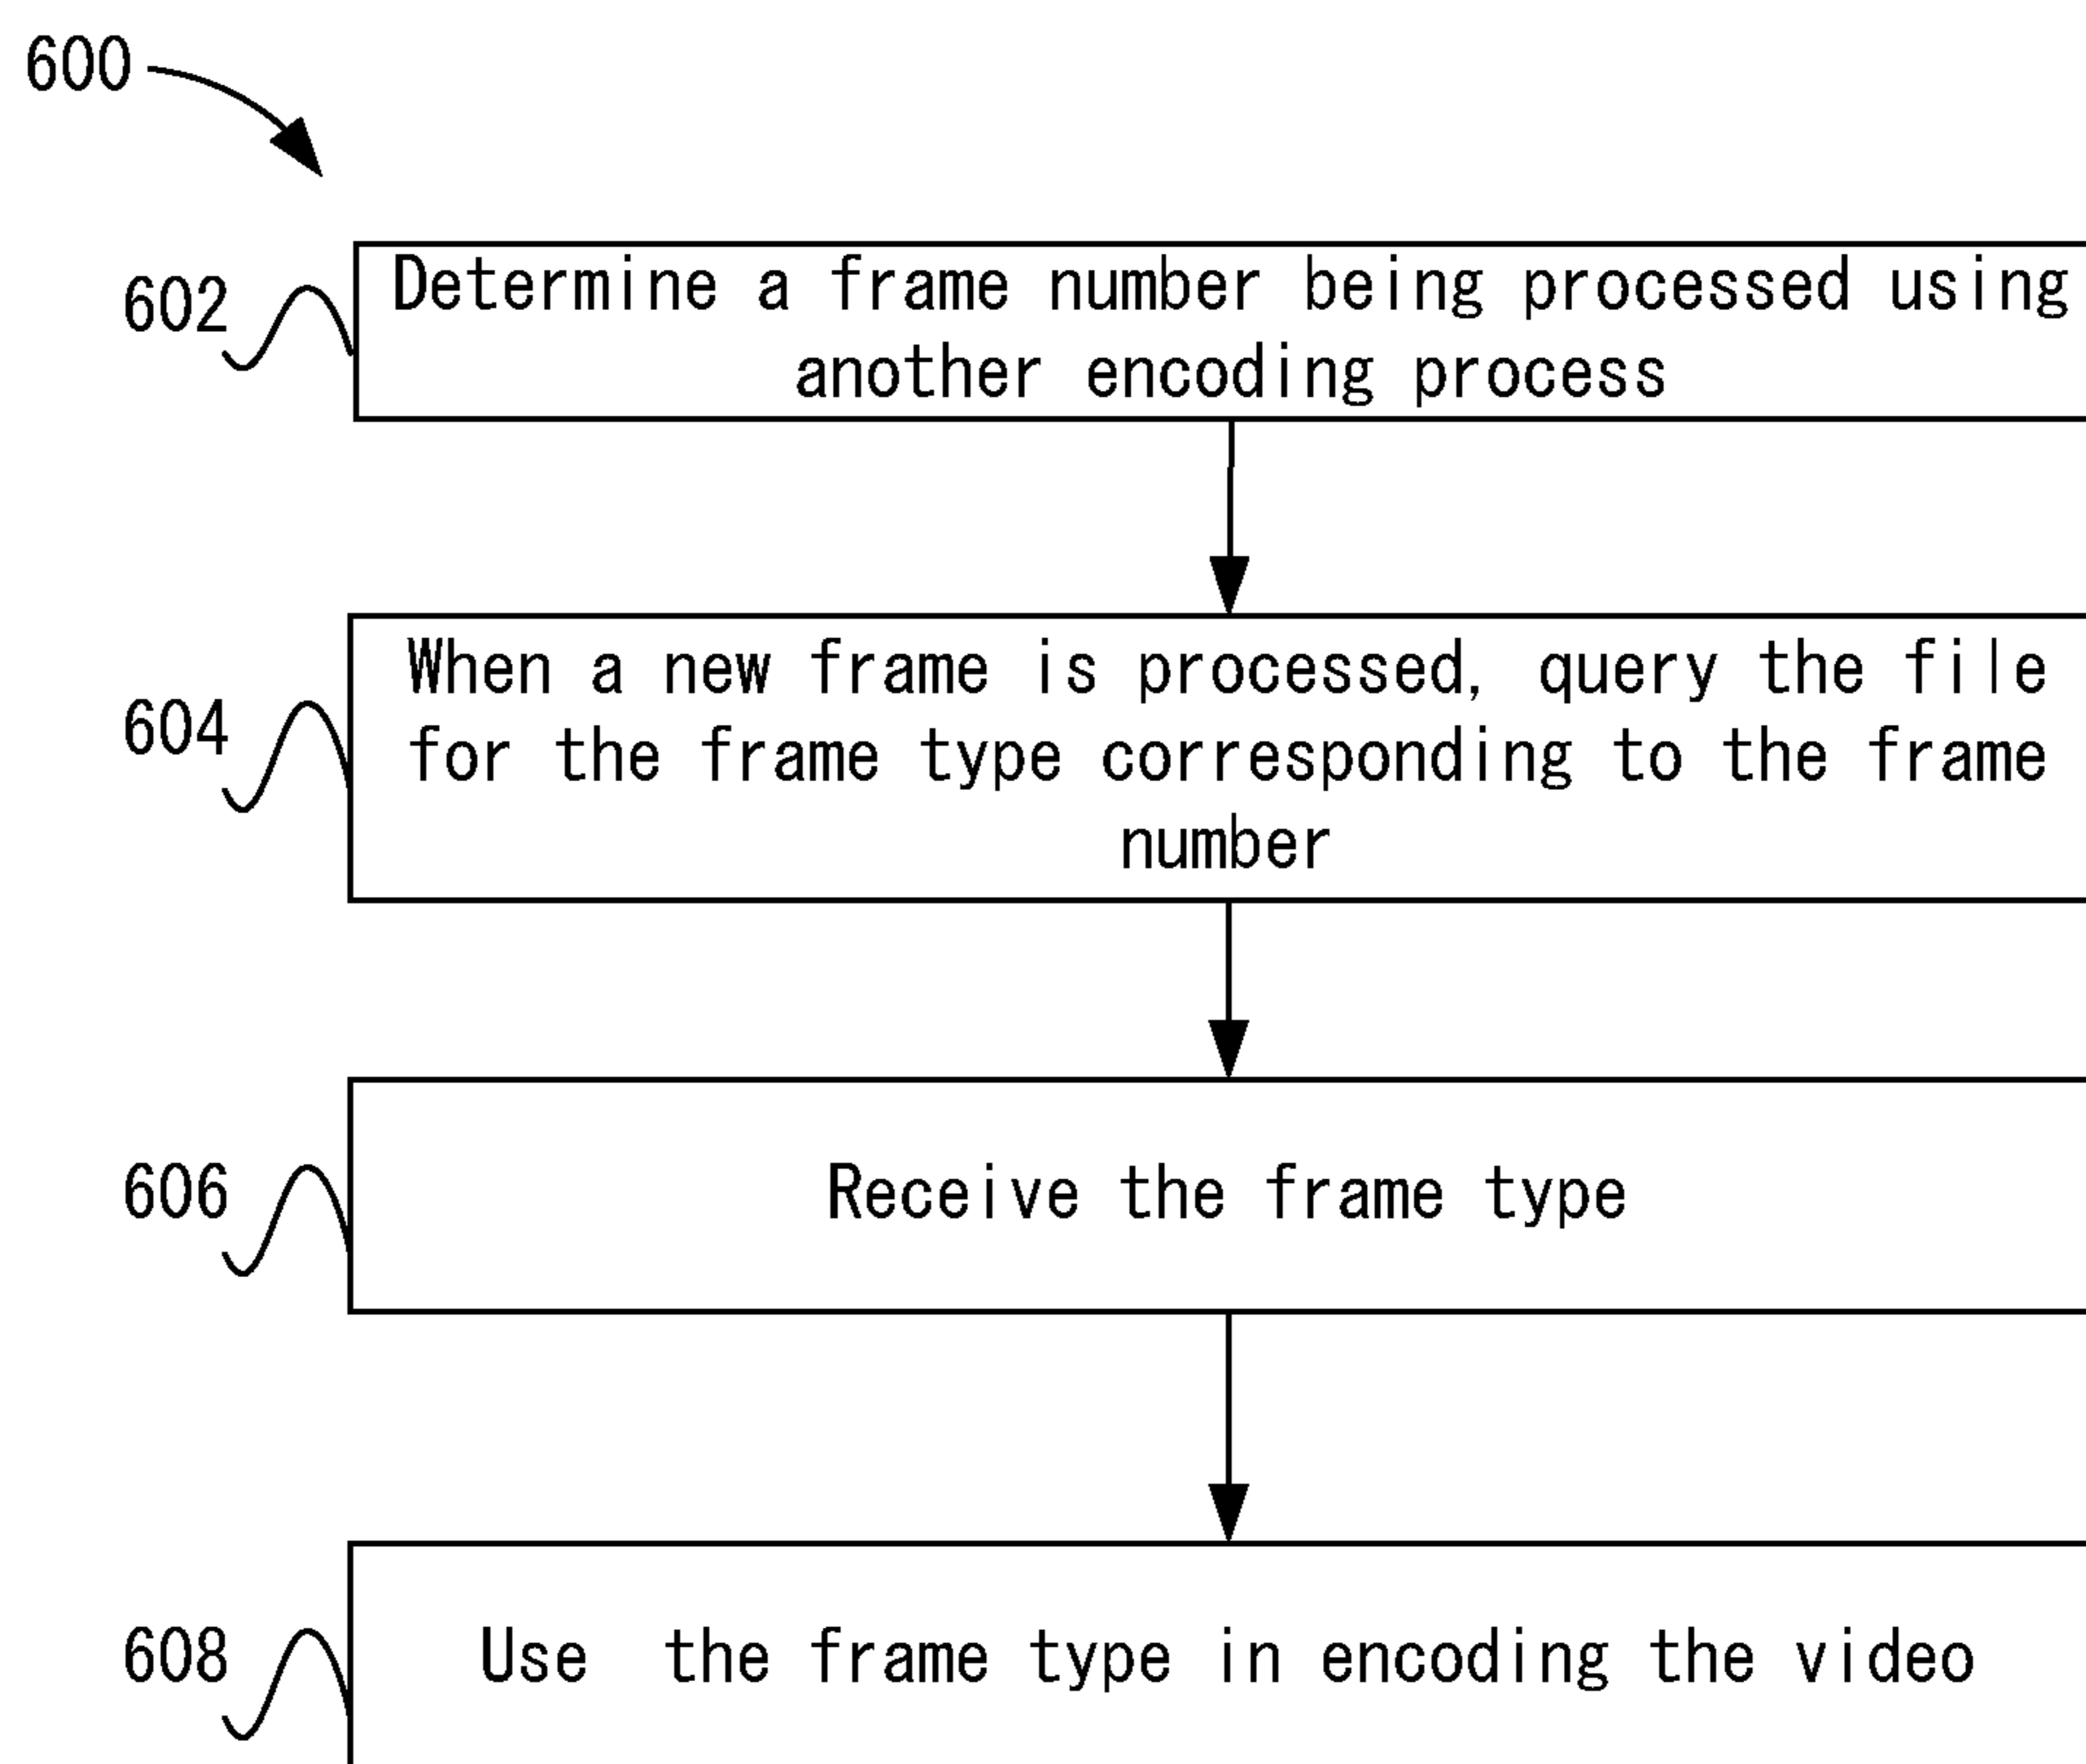 600
602
Determine a frame number being processed using
another encoding process
604
When a new frame is processed, query the file
for the frame type corresponding to the frame
number
606
Receive the frame type
608
Use the frame type in encoding the video